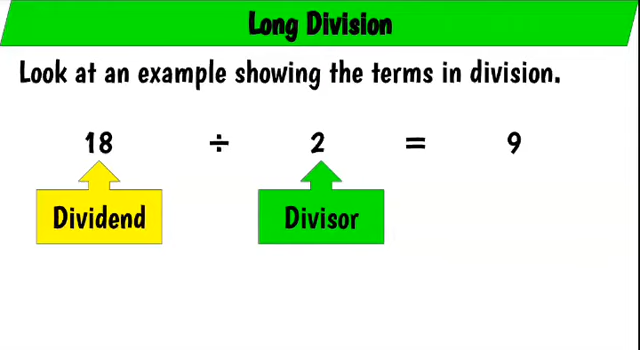 Long Division
Look at an example showing the terms in division.
18 ÷ 2 = 9
Dividend Divisor